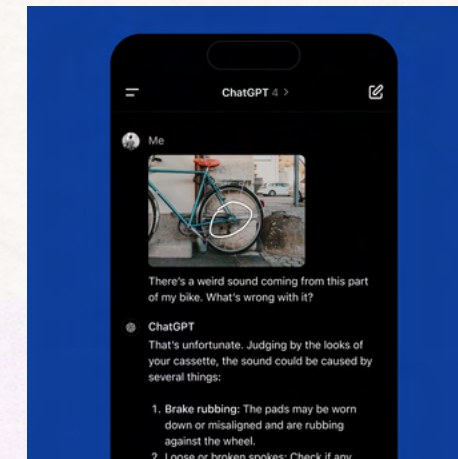 ChatGPT 4 >
Me
There's a weird sound coming from this part
of my bike. What's wrong with it?
ChatGPT
That's unfortunate. Judging by the looks of
your cassette, the sound could be caused by
several things:
1. Brake rubbing: The pads may be worn
down or misaligned and are rubbing
against the wheel.
2. Loose or broken spokes: Check if any